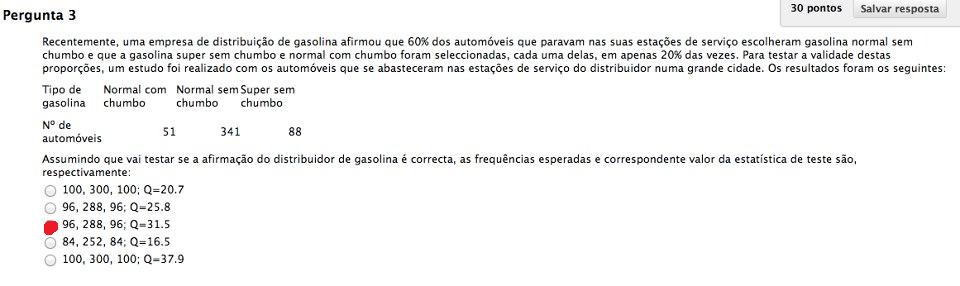 Pergunta 3
30 pontos
Salvar resposta
Recentemente, uma empresa de distribuição de gasolina afirmou que 60% dos automóveis que paravam nas suas estações de serviço escolheram gasolina normal sem
chumbo e que a gasolina super sem chumbo e normal com chumbo foram seleccionadas, cada uma delas, em apenas 20% das vezes. Para testar a validade destas
proporções, um estudo foi realizado com os automóveis que se abasteceram nas estações de serviço do distribuidor numa grande cidade. Os resultados foram os seguintes:
Tipo de Normal com Normal sem Super sem
gasolina chumbo chumbo chumbo
Nº de
automóveis 51 341 88
Assumindo que vai testar se a afirmação do distribuidor de gasolina é correcta, as frequências esperadas e correspondente valor da estatística de teste são,
respectivamente:
100, 300, 100; Q=20.7
96, 288, 96; Q=25.8
96, 288, 96; Q=31.5
84, 252, 84; Q=16.5
100, 300, 100; Q=37.9